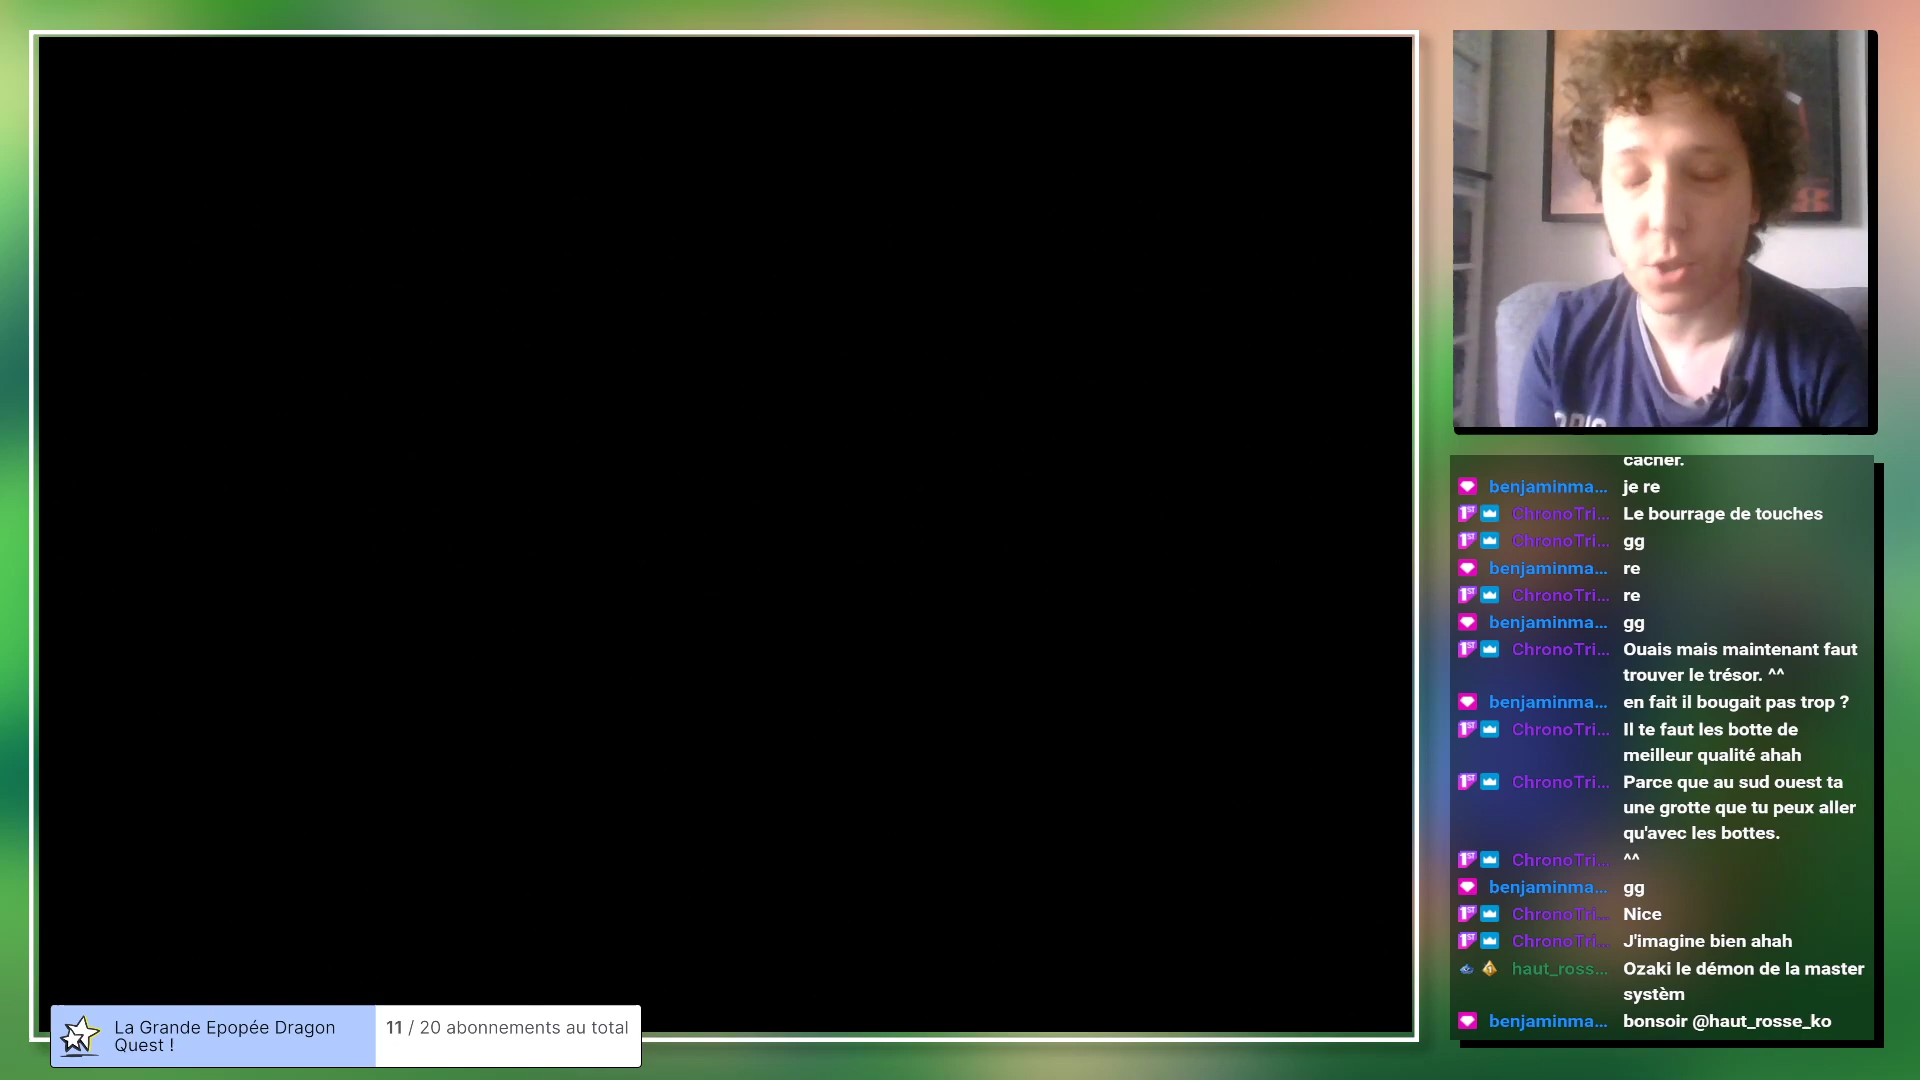 cacher.
benjaminma... je re
ChronoTri... Le bourrage de touches
ChronoTri... gg
benjaminma... re
ChronoTri... re
benjaminma... gg
ChronoTri... Ouais mais maintenant faut
trouver le trésor. ^^
benjaminma... en fait il bougait pas trop ?
ChronoTri... Il te faut les botte de
meilleur qualité ahah
ChronoTri... Parce que au sud ouest ta
une grotte que tu peux aller
qu'avec les bottes.
ChronoTri... ^^
benjaminma... gg
ChronoTri... Nice
ChronoTri... J'imagine bien ahah
haut_ross... Ozaki le démon de la master
systèm
benjaminma... bonsoir @haut_rosse_ko
La Grande Epopée Dragon
Quest !
11 / 20 abonnements au total